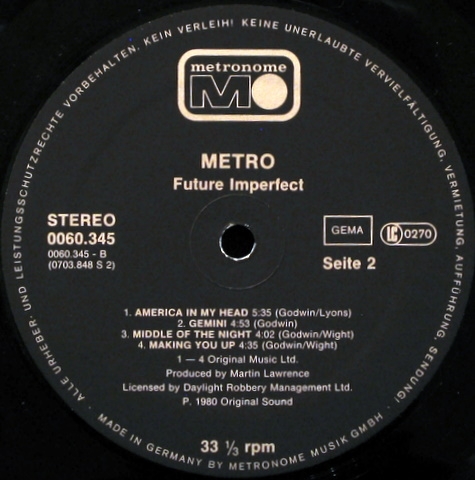 ALLE URHEBER- UND LEISTUNGSSCHUTZRECHTE VORBEHALTEN. KEIN VERLEIH! KEINE UNERLAUBTE VERVIELFÄLTIGUNG, VERMIETUNG, AUFFÜHRUNG, SENDUNG!
metronome
M
METRO
Future Imperfect
STEREO
0060.345
0060.345 - B
(0703.848 S 2)
GEMA
LC 0270
Seite 2
1. AMERICA IN MY HEAD 5:35 (Godwin/Lyons)
2. GEMINI 4:53 (Godwin)
3. MIDDLE OF THE NIGHT 4:02 (Godwin/Wight)
4. MAKING YOU UP 4:35 (Godwin/Wight)
1 — 4 Original Music Ltd.
Produced by Martin Lawrence
Licensed by Daylight Robbery Management Ltd.
P. 1980 Original Sound
33 ⅓ rpm
· MADE IN GERMANY BY METRONOME MUSIK GMBH ·